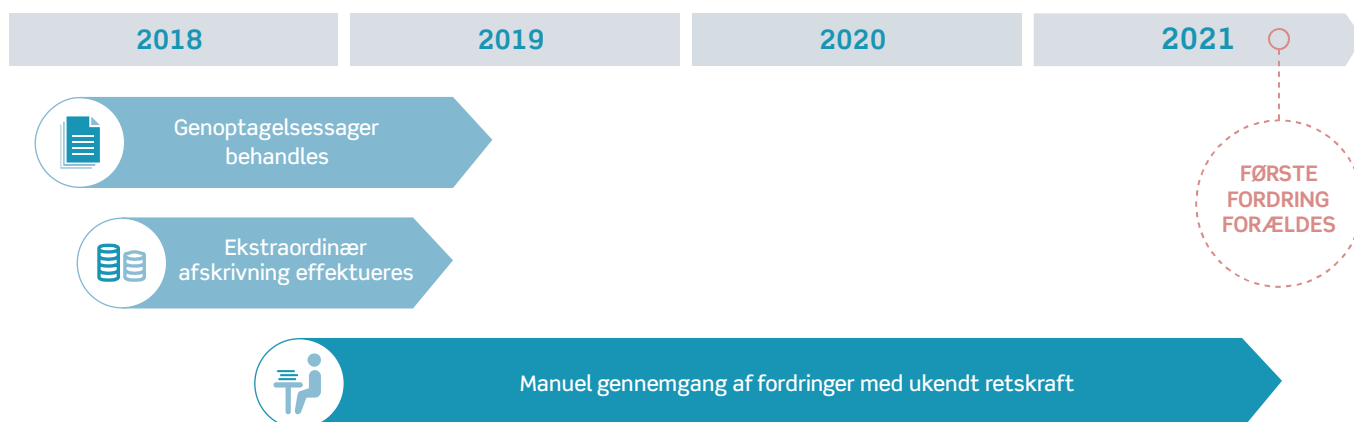 2018
2019
2020
2021
Genoptagelsessager
behandles
FØRSTE
FORDRING
FORÆLDES
Ekstraordinær
afskrivning effektueres
Manuel gennemgang af fordringer med ukendt retskraft